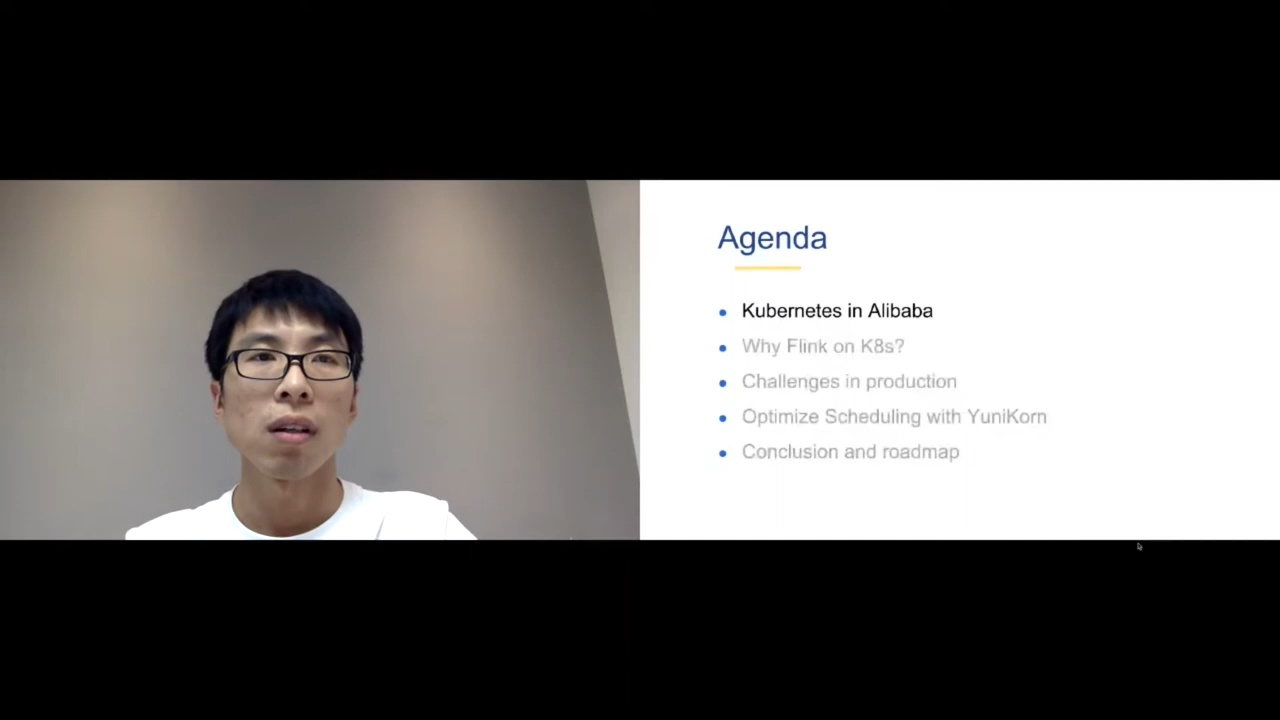 Agenda
Kubernetes in Alibaba
Why Flink on K8s?
Challenges in production
Optimize Scheduling with YuniKorn
Conclusion and roadmap